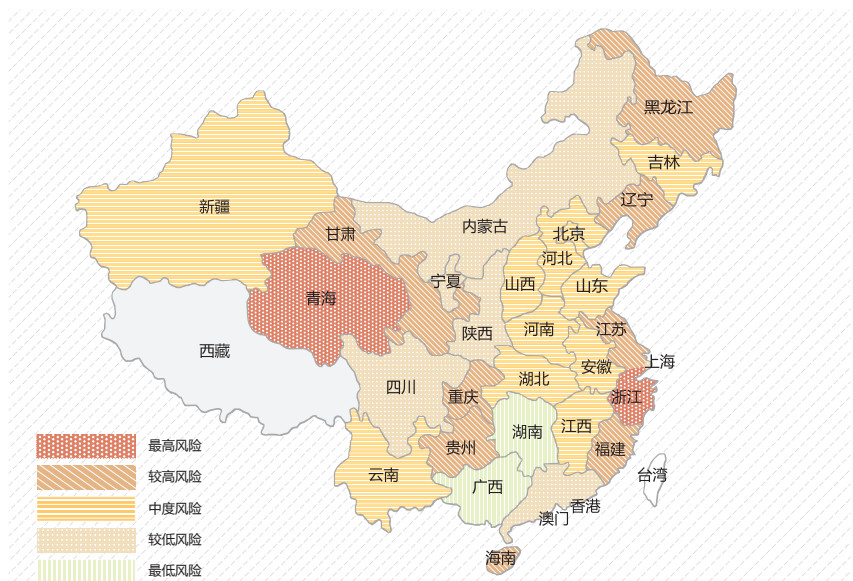 黑龙江
吉林
辽宁
新疆
内蒙古
甘肃
北京
河北
宁夏
山西
山东
青海
陕西
河南
江苏
西藏
上海
安徽
四川
湖北
重庆
浙江
江西
湖南
贵州
福建
云南
台湾
广西
香港
澳门
海南
最高风险
较高风险
中度风险
较低风险
最低风险